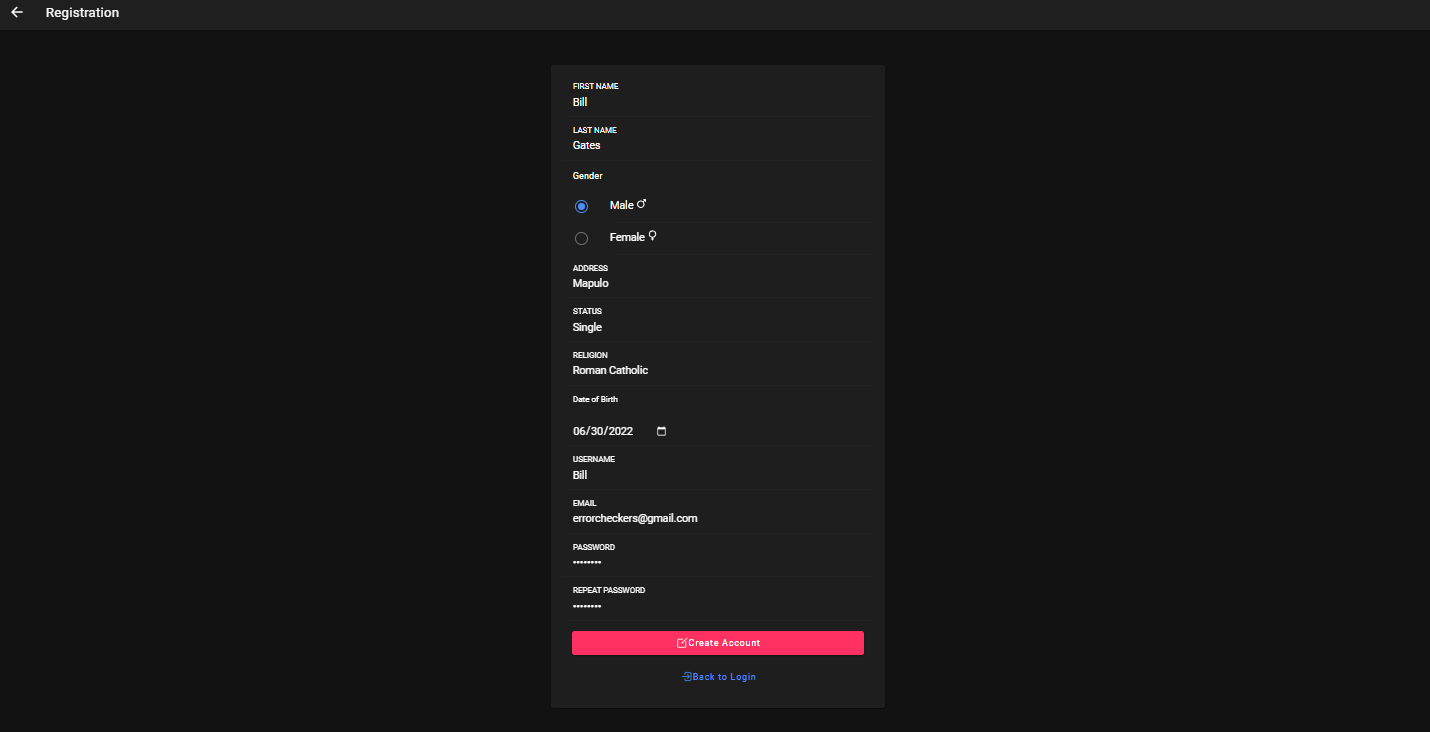 Registration
FIRST NAME
Bill
LAST NAME
Gates
Gender
Male
Female
ADDRESS
Mapulo
STATUS
Single
RELIGION
Roman Catholic
Date of Birth
06/30/2022
USERNAME
Bill
EMAIL
errorcheckers@gmail.com
PASSWORD
••••••••
REPEAT PASSWORD
••••••••
Create Account
Back to Login